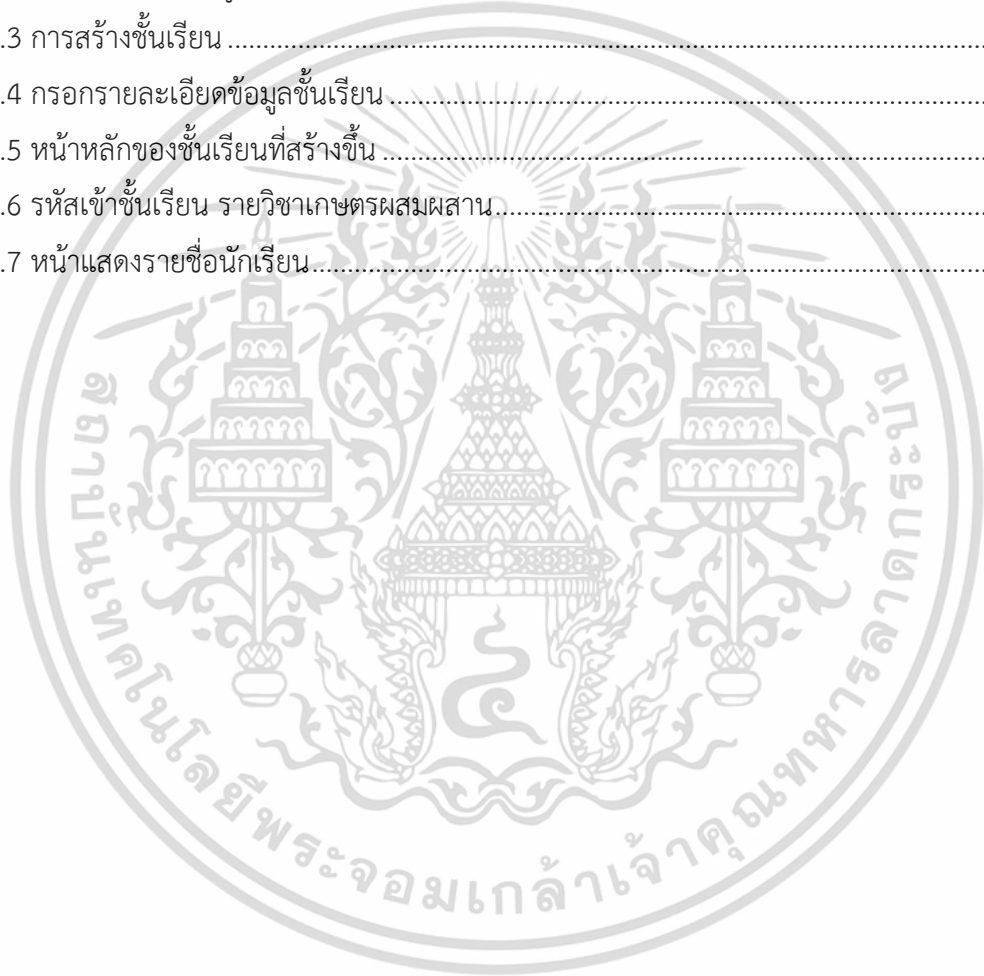 .3 การสร้างชั้นเรียน
.4 กรอกรายละเอียดข้อมูลชั้นเรียน
.5 หน้าหลักของชั้นเรียนที่สร้างขึ้น
.6 รหัสเข้าชั้นเรียน รายวิชาเกษตรผสมผสาน
.7 หน้าแสดงรายชื่อนักเรียน
สถาบันเทคโนโลยีพระจอมเกล้าเจ้าคุณทหารลาดกระบัง
๔